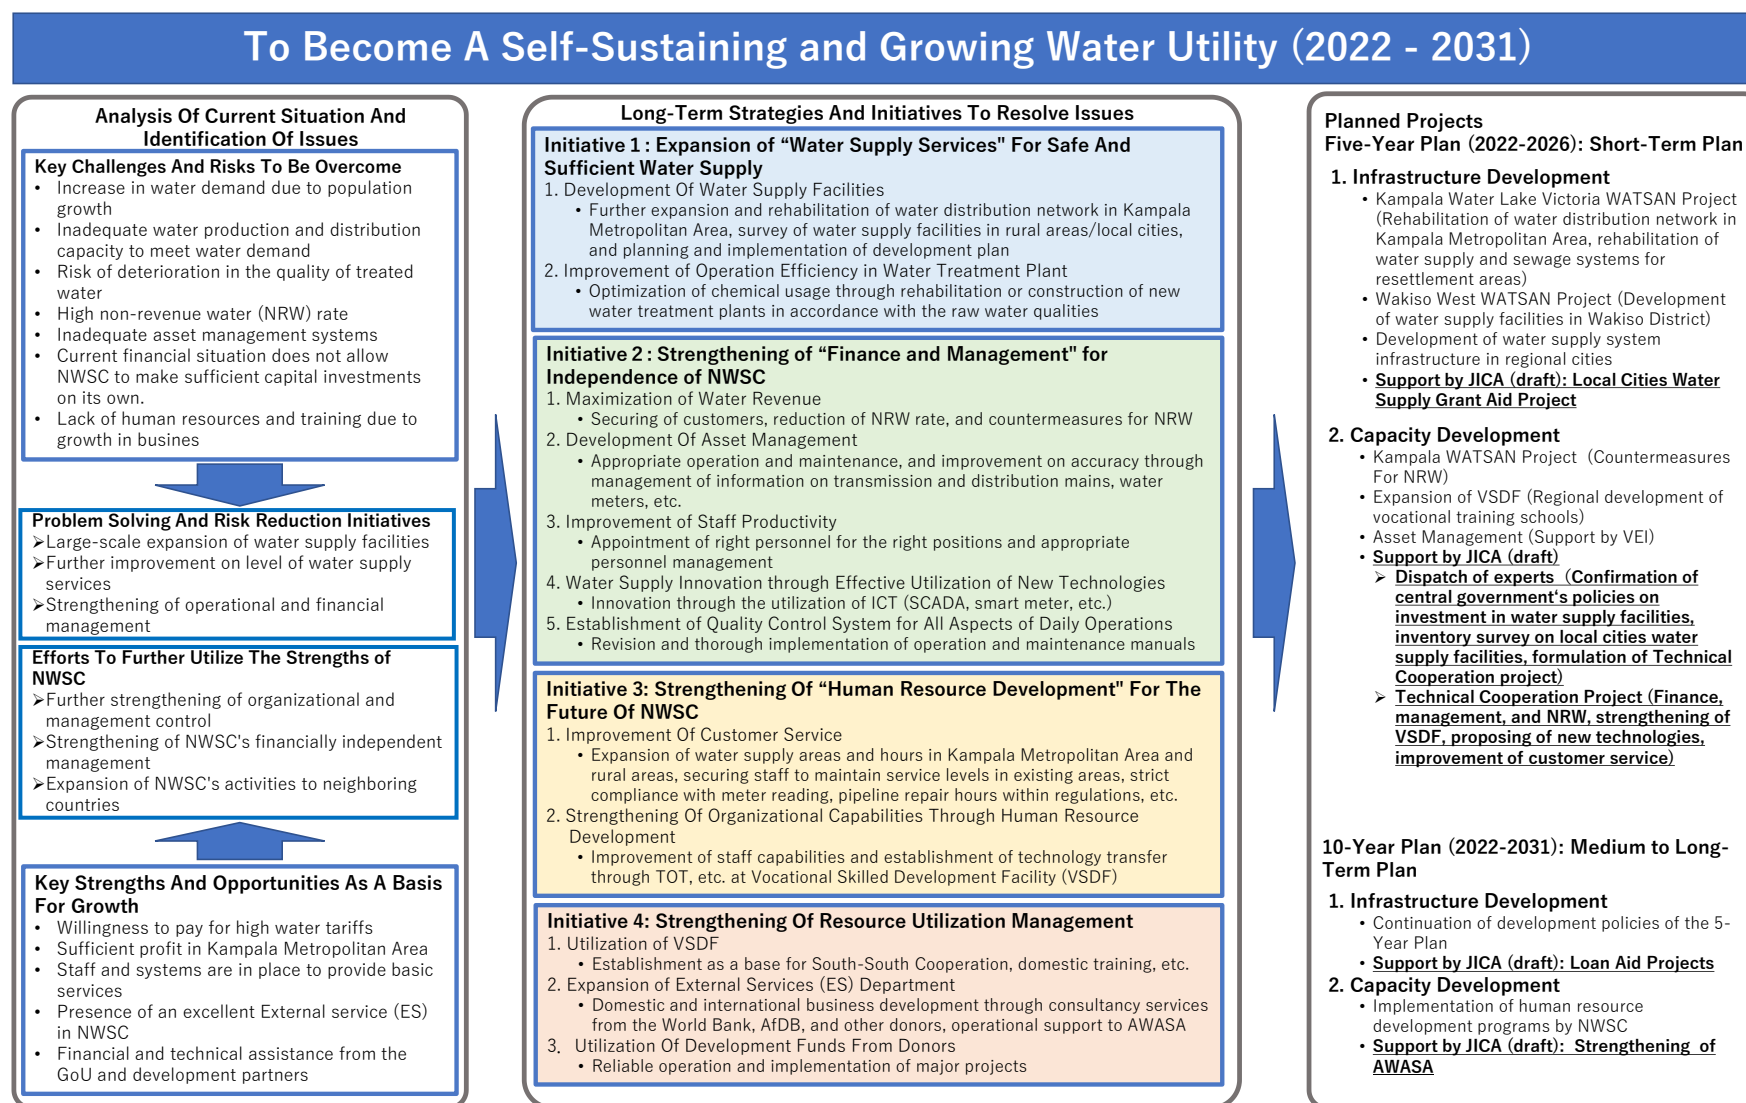 To Become A Self-Sustaining and Growing Water Utility (2022 - 2031)
Analysis Of Current Situation And
Identification Of Issues
Key Challenges And Risks To Be Overcome
• Increase in water demand due to population
growth
• Inadequate water production and distribution
capacity to meet water demand
• Risk of deterioration in the quality of treated
water
• High non-revenue water (NRW) rate
• Inadequate asset management systems
• Current financial situation does not allow
NWSC to make sufficient capital investments
on its own.
• Lack of human resources and training due to
growth in busines
Problem Solving And Risk Reduction Initiatives
➢Large-scale expansion of water supply facilities
➢Further improvement on level of water supply
services
➢Strengthening of operational and financial
management
Efforts To Further Utilize The Strengths of
NWSC
➢Further strengthening of organizational and
management control
➢Strengthening of NWSC's financially independent
management
➢Expansion of NWSC's activities to neighboring
countries
Key Strengths And Opportunities As A Basis
For Growth
• Willingness to pay for high water tariffs
• Sufficient profit in Kampala Metropolitan Area
• Staff and systems are in place to provide basic
services
• Presence of an excellent External service (ES)
in NWSC
• Financial and technical assistance from the
GoU and development partners
Long-Term Strategies And Initiatives To Resolve Issues
Initiative 1 : Expansion of “Water Supply Services" For Safe And
Sufficient Water Supply
1. Development Of Water Supply Facilities
• Further expansion and rehabilitation of water distribution network in Kampala
Metropolitan Area, survey of water supply facilities in rural areas/local cities,
and planning and implementation of development plan
2. Improvement of Operation Efficiency in Water Treatment Plant
• Optimization of chemical usage through rehabilitation or construction of new
water treatment plants in accordance with the raw water qualities
Initiative 2 : Strengthening of “Finance and Management" for
Independence of NWSC
1. Maximization of Water Revenue
• Securing of customers, reduction of NRW rate, and countermeasures for NRW
2. Development Of Asset Management
• Appropriate operation and maintenance, and improvement on accuracy through
management of information on transmission and distribution mains, water
meters, etc.
3. Improvement of Staff Productivity
• Appointment of right personnel for the right positions and appropriate
personnel management
4. Water Supply Innovation through Effective Utilization of New Technologies
• Innovation through the utilization of ICT (SCADA, smart meter, etc.)
5. Establishment of Quality Control System for All Aspects of Daily Operations
• Revision and thorough implementation of operation and maintenance manuals
Initiative 3: Strengthening Of “Human Resource Development" For The
Future Of NWSC
1. Improvement Of Customer Service
• Expansion of water supply areas and hours in Kampala Metropolitan Area and
rural areas, securing staff to maintain service levels in existing areas, strict
compliance with meter reading, pipeline repair hours within regulations, etc.
2. Strengthening Of Organizational Capabilities Through Human Resource
Development
• Improvement of staff capabilities and establishment of technology transfer
through TOT, etc. at Vocational Skilled Development Facility (VSDF)
Initiative 4: Strengthening Of Resource Utilization Management
1. Utilization of VSDF
• Establishment as a base for South-South Cooperation, domestic training, etc.
2. Expansion of External Services (ES) Department
• Domestic and international business development through consultancy services
from the World Bank, AfDB, and other donors, operational support to AWASA
3. Utilization Of Development Funds From Donors
• Reliable operation and implementation of major projects
Planned Projects
Five-Year Plan (2022-2026): Short-Term Plan
1. Infrastructure Development
• Kampala Water Lake Victoria WATSAN Project
(Rehabilitation of water distribution network in
Kampala Metropolitan Area, rehabilitation of
water supply and sewage systems for
resettlement areas)
• Wakiso West WATSAN Project (Development
of water supply facilities in Wakiso District)
• Development of water supply system
infrastructure in regional cities
• Support by JICA (draft): Local Cities Water
Supply Grant Aid Project
2. Capacity Development
• Kampala WATSAN Project (Countermeasures
For NRW)
• Expansion of VSDF (Regional development of
vocational training schools)
• Asset Management (Support by VEI)
• Support by JICA (draft)
➢ Dispatch of experts (Confirmation of
central government‘s policies on
investment in water supply facilities,
inventory survey on local cities water
supply facilities, formulation of Technical
Cooperation project)
➢ Technical Cooperation Project (Finance,
management, and NRW, strengthening of
VSDF, proposing of new technologies,
improvement of customer service)
10-Year Plan (2022-2031): Medium to Long-
Term Plan
1. Infrastructure Development
• Continuation of development policies of the 5-
Year Plan
• Support by JICA (draft): Loan Aid Projects
2. Capacity Development
• Implementation of human resource
development programs by NWSC
• Support by JICA (draft): Strengthening of
AWASA